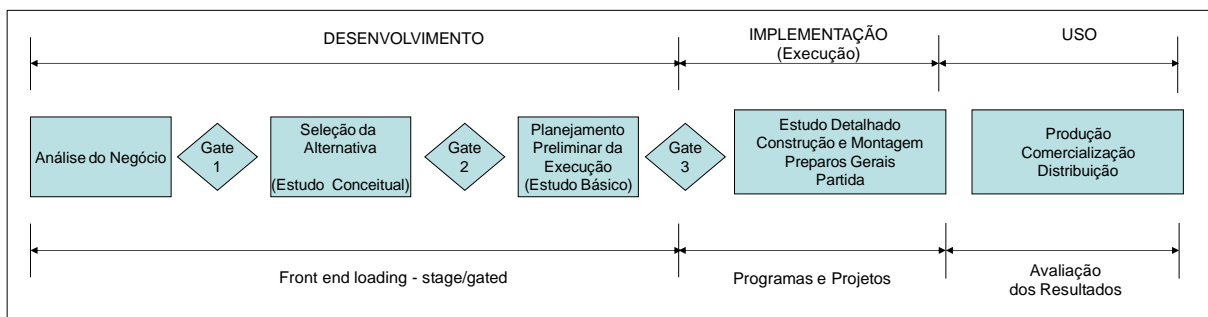 DESENVOLVIMENTO
IMPLEMENTAÇÃO
(Execução)
USO
Análise do Negócio
Gate
1
Seleção da
Alternativa
(Estudo Conceitual)
Gate
2
Planejamento
Preliminar da
Execução
(Estudo Básico)
Gate
3
Estudo Detalhado
Construção e Montagem
Preparos Gerais
Partida
Produção
Comercialização
Distribuição
Front end loading - stage/gated
Programas e Projetos
Avaliação
dos Resultados